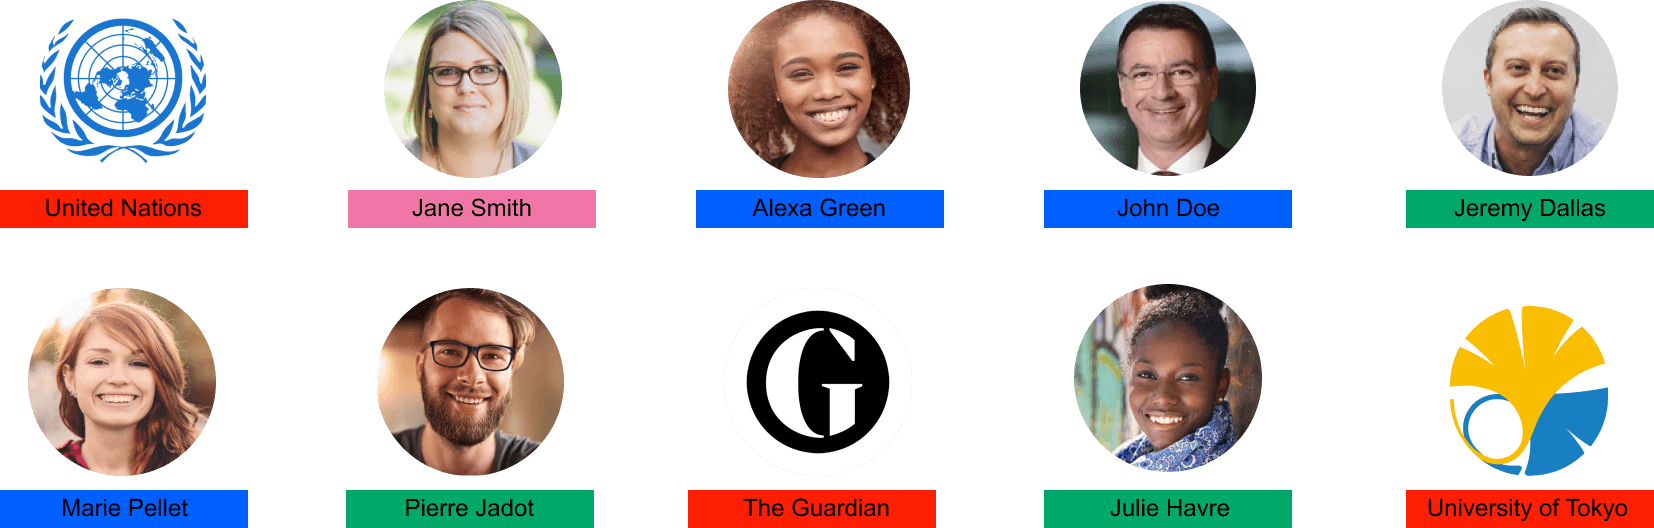 United Nations
Jane Smith
Alexa Green
John Doe
Jeremy Dallas
G
Marie Pellet
Pierre Jadot
The Guardian
Julie Havre
University of Tokyo